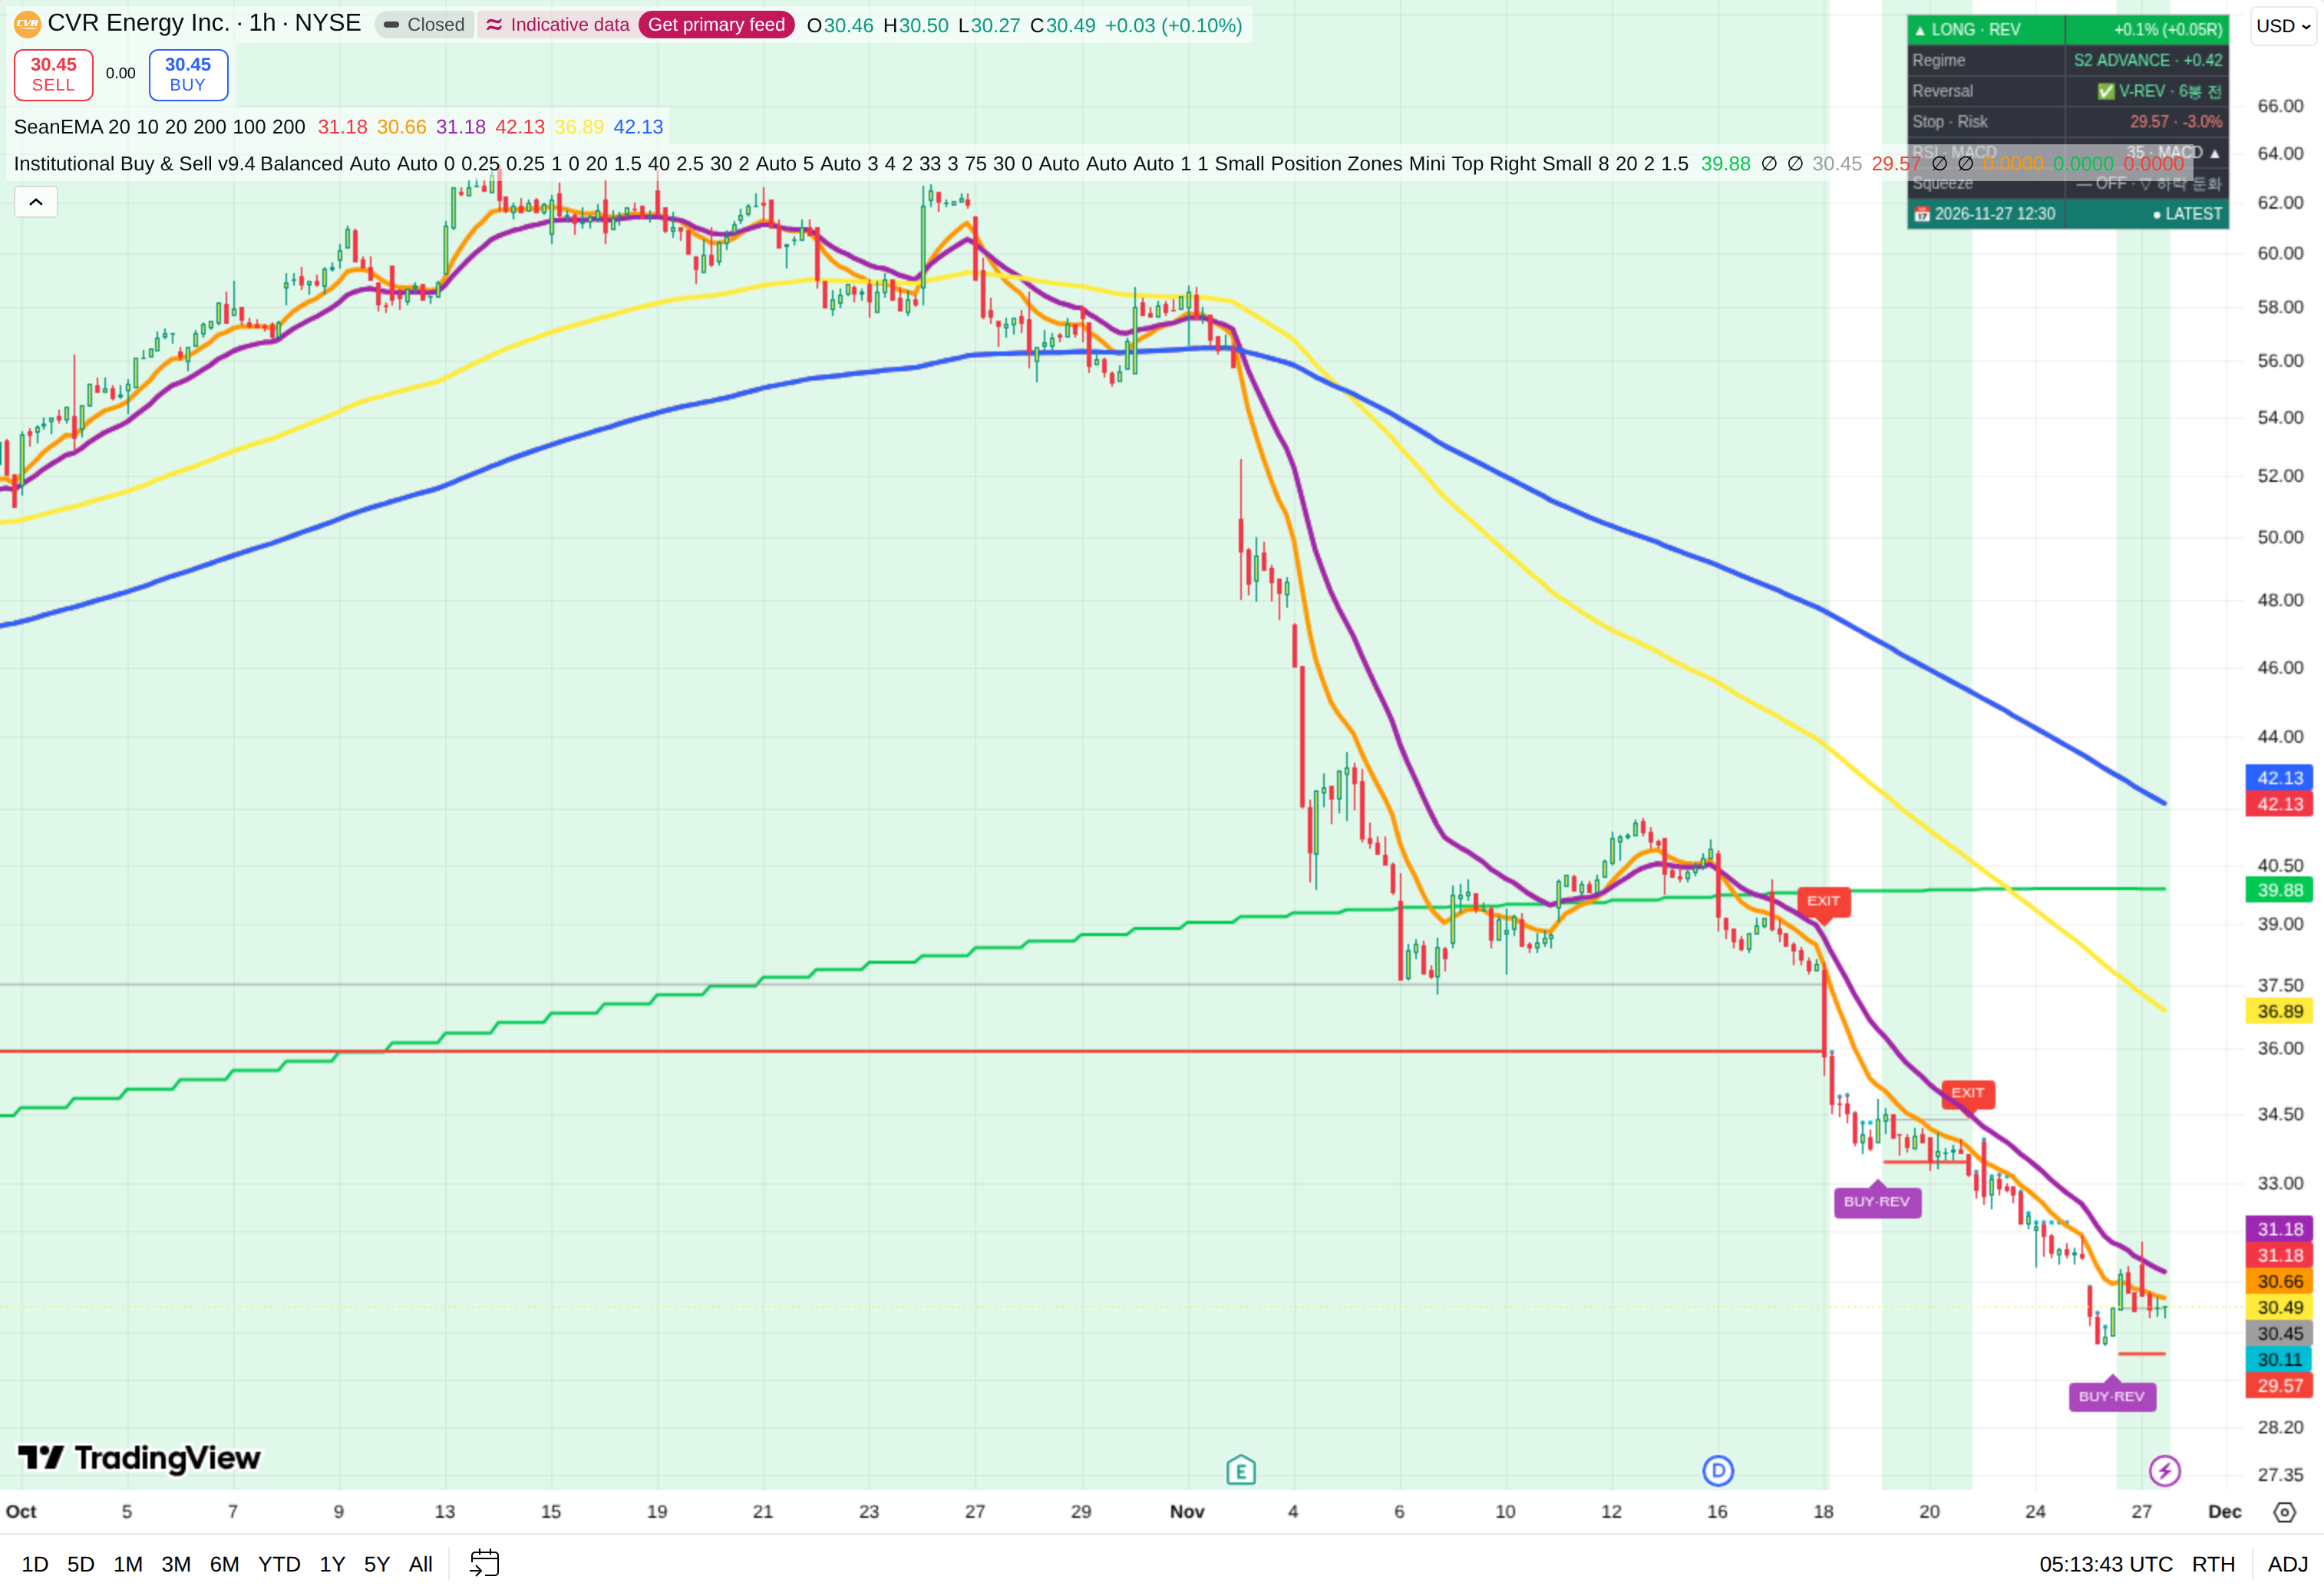 CVR Energy Inc. · 1h · NYSE Closed Indicative data Get primary feed O30.46 H30.50 L30.27 C30.49 +0.03 (+0.10%)
30.45 SELL 0.00 30.45 BUY
SeanEMA 20 10 20 200 100 200 31.18 30.66 31.18 42.13 36.89 42.13
Institutional Buy & Sell v9.4 Balanced Auto Auto 0 0.25 0.25 1 0 20 1.5 40 2.5 30 2 Auto 5 Auto 3 4 2 33 3 75 30 0 Auto Auto Auto 1 1 Small Position Zones Mini Top Right Small 8 20 2 1.5 39.88 ∅ ∅ 30.45 29.57 ∅ ∅ 0.0000 0.0000 0.0000
▲ LONG · REV +0.1% (+0.05R)
Regime S2 ADVANCE · +0.42
Reversal ✅ V-REV · 6봉 전
Stop · Risk 29.57 · -3.0%
RSI · MACD 35 · MACD ▲
Squeeze — OFF · ▽ 하락 둔화
📅 2026-11-27 12:30 ● LATEST
USD
66.00
64.00
62.00
60.00
58.00
56.00
54.00
52.00
50.00
48.00
46.00
44.00
42.13
42.13
40.50
39.88
39.00
37.50
36.89
36.00
34.50
33.00
31.18
31.18
30.66
30.49
30.45
30.11
29.57
28.20
27.35
EXIT
EXIT
BUY-REV
BUY-REV
TradingView
E
D
Oct 5 7 9 13 15 19 21 23 27 29 Nov 4 6 10 12 16 18 20 24 27 Dec
1D 5D 1M 3M 6M YTD 1Y 5Y All
05:13:43 UTC RTH ADJ